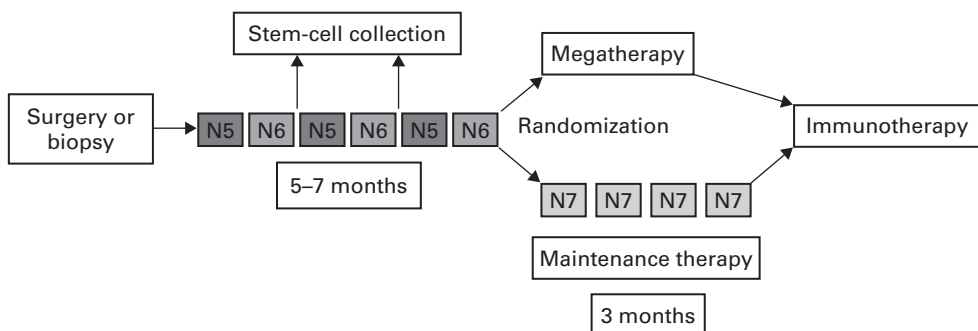 Stem-cell collection
Megatherapy
Surgery or
biopsy
N5 N6 N5 N6 N5 N6
Randomization
Immunotherapy
5–7 months
N7 N7 N7 N7
Maintenance therapy
3 months